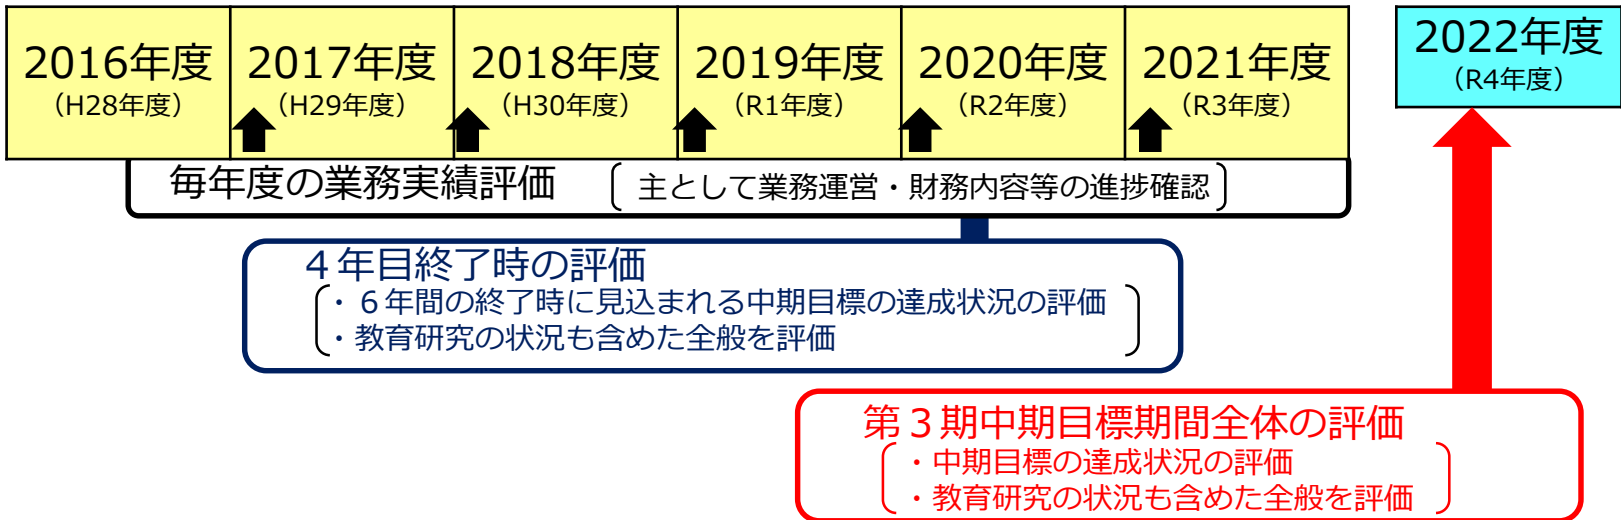 2016年度 2017年度 2018年度 2019年度 2020年度 2021年度 2022年度
（H28年度） （H29年度） （H30年度） （R1年度） （R2年度） （R3年度） （R4年度）
毎年度の業務実績評価 〔主として業務運営・財務内容等の進捗確認〕
４年目終了時の評価
・６年間の終了時に見込まれる中期目標の達成状況の評価
・教育研究の状況も含めた全般を評価
第３期中期目標期間全体の評価
・中期目標の達成状況の評価
・教育研究の状況も含めた全般を評価